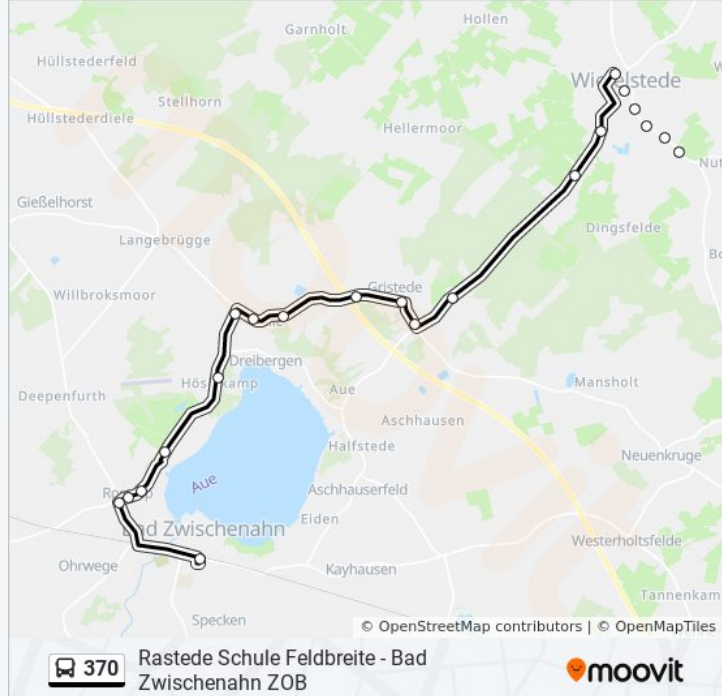 Hollen
Garnholt
Hüllstederfeld
Wiefelstede
Stellhorn
Hüllstederdiele
Hellermoor
Nut
Gießelhorst
Dingsfelde
Langebrügge
Bo
Gristede
Willbroksmoor
Dreibergen
Mansholt
Aue
Deepenfurth
Aschhausen
Halfstede
Neuenkruge
Aue
Aschhauserfeld
Bad Zwischenahn
Eiden
Westerholtsfelde
Ohrwege
Kayhausen
Tannenkam
Specken
© OpenStreetMap contributors | © OpenMapTiles
370
Rastede Schule Feldbreite - Bad
Zwischenahn ZOB
moovit